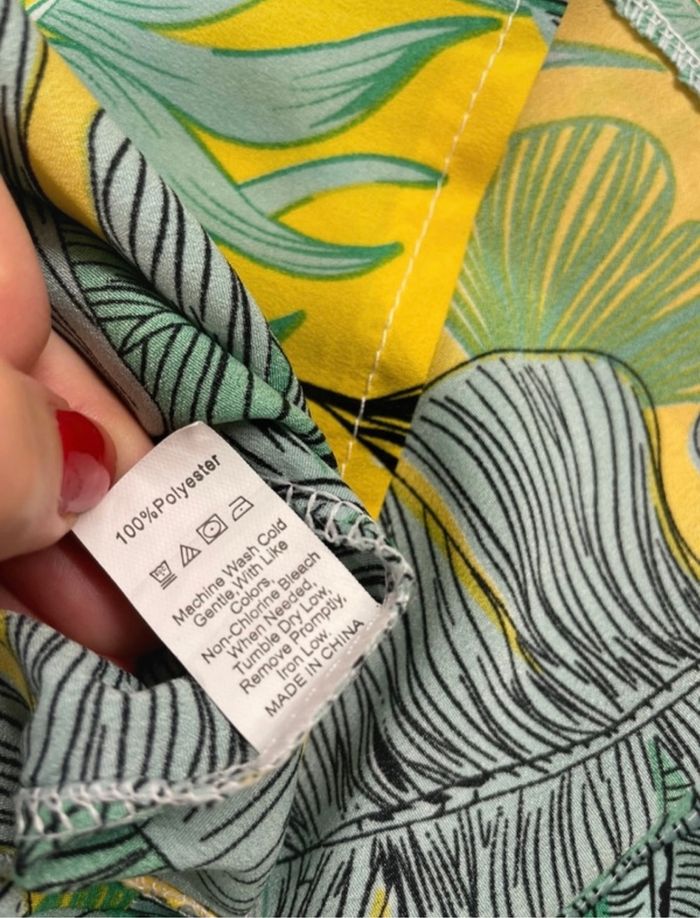 100%Polyester
Machine Wash Cold
Gentle,With Like
Colors,
Non-Chlorine Bleach
When Needed,
Tumble Dry Low,
Remove Promptly,
Iron Low.
MADE IN CHINA